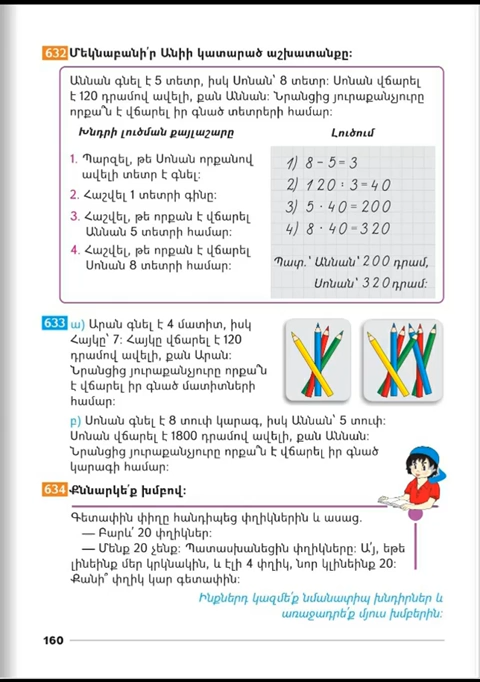 632 Մեկնաբանի՛ր Անիի կատարած աշխատանքը:
Աննան գնել է 5 տետր, իսկ Սոնան՝ 8 տետր: Սոնան վճարել
է 120 դրամով ավելի, քան Աննան: Նրանցից յուրաքանչյուրը
որքա՞ն է վճարել իր գնած տետրերի համար:
Խնդրի լուծման քայլաշարը
1. Պարզել, թե Սոնան որքանով
ավելի տետր է գնել:
2. Հաշվել 1 տետրի գինը:
3. Հաշվել, թե որքան է վճարել
Աննան 5 տետրի համար:
4. Հաշվել, թե որքան է վճարել
Սոնան 8 տետրի համար:
Լուծում
1) 8 - 5 = 3
2) 120 : 3 = 40
3) 5 · 40 = 200
4) 8 · 40 = 320
Պատ.՝ Աննան՝ 200 դրամ,
Սոնան՝ 320 դրամ:
633 ա) Արան գնել է 4 մատիտ, իսկ
Հայկը՝ 7: Հայկը վճարել է 120
դրամով ավելի, քան Արան:
Նրանցից յուրաքանչյուրը որքա՞ն
է վճարել իր գնած մատիտների
համար:
բ) Սոնան գնել է 8 տուփ կարագ, իսկ Աննան՝ 5 տուփ:
Սոնան վճարել է 1800 դրամով ավելի, քան Աննան:
Նրանցից յուրաքանչյուրը որքա՞ն է վճարել իր գնած
կարագի համար:
634 Քննարկե՛ք խմբով:
Գետափին փիղը հանդիպեց փղիկներին և ասաց.
— Բարև՛ 20 փղիկներ:
— Մենք 20 չենք: Պատասխանեցին փղիկները: Ա՛յ, եթե
լինեինք մեր կրկնակին, և էլի 4 փղիկ, նոր կլինեինք 20:
Քանի՞ փղիկ կար գետափին:
Ինքներդ կազմե՛ք նմանատիպ խնդիրներ և
առաջադրե՛ք մյուս խմբերին:
160